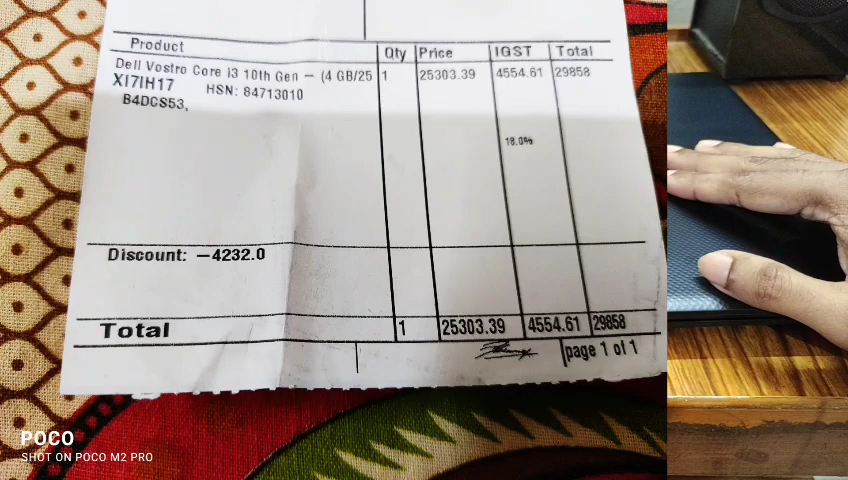 Product Qty Price IGST Total
Dell Vostro Core i3 10th Gen – (4 GB/25 1 25303.39 4554.61 29858
XI7IH17 HSN: 84713010
B4DCS53,
18.0%
Discount: –4232.0
Total 1 25303.39 4554.61 29858
page 1 of 1
POCO
SHOT ON POCO M2 PRO